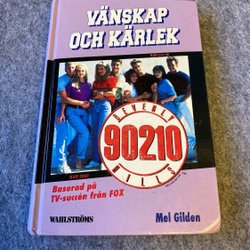 VÄNSKAP
OCH KÄRLEK
BEVERLY
90210
HILLS
Baserad på
TV-succén från FOX
WAHLSTRÖMS
Mel Gilden